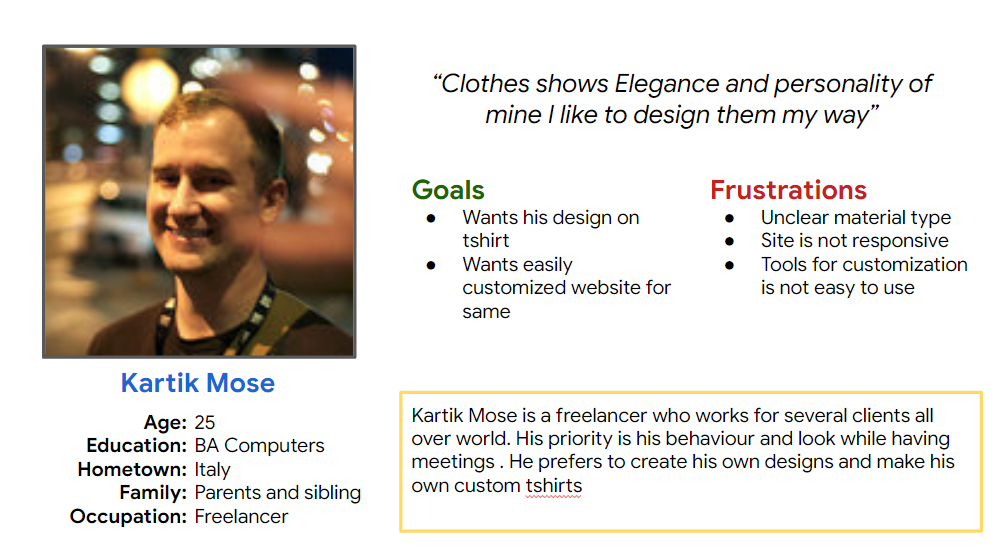 “Clothes shows Elegance and personality of
mine I like to design them my way”
Goals
● Wants his design on
tshirt
● Wants easily
customized website for
same
Frustrations
● Unclear material type
● Site is not responsive
● Tools for customization
is not easy to use
Kartik Mose
Age: 25
Education: BA Computers
Hometown: Italy
Family: Parents and sibling
Occupation: Freelancer
Kartik Mose is a freelancer who works for several clients all
over world. His priority is his behaviour and look while having
meetings . He prefers to create his own designs and make his
own custom tshirts